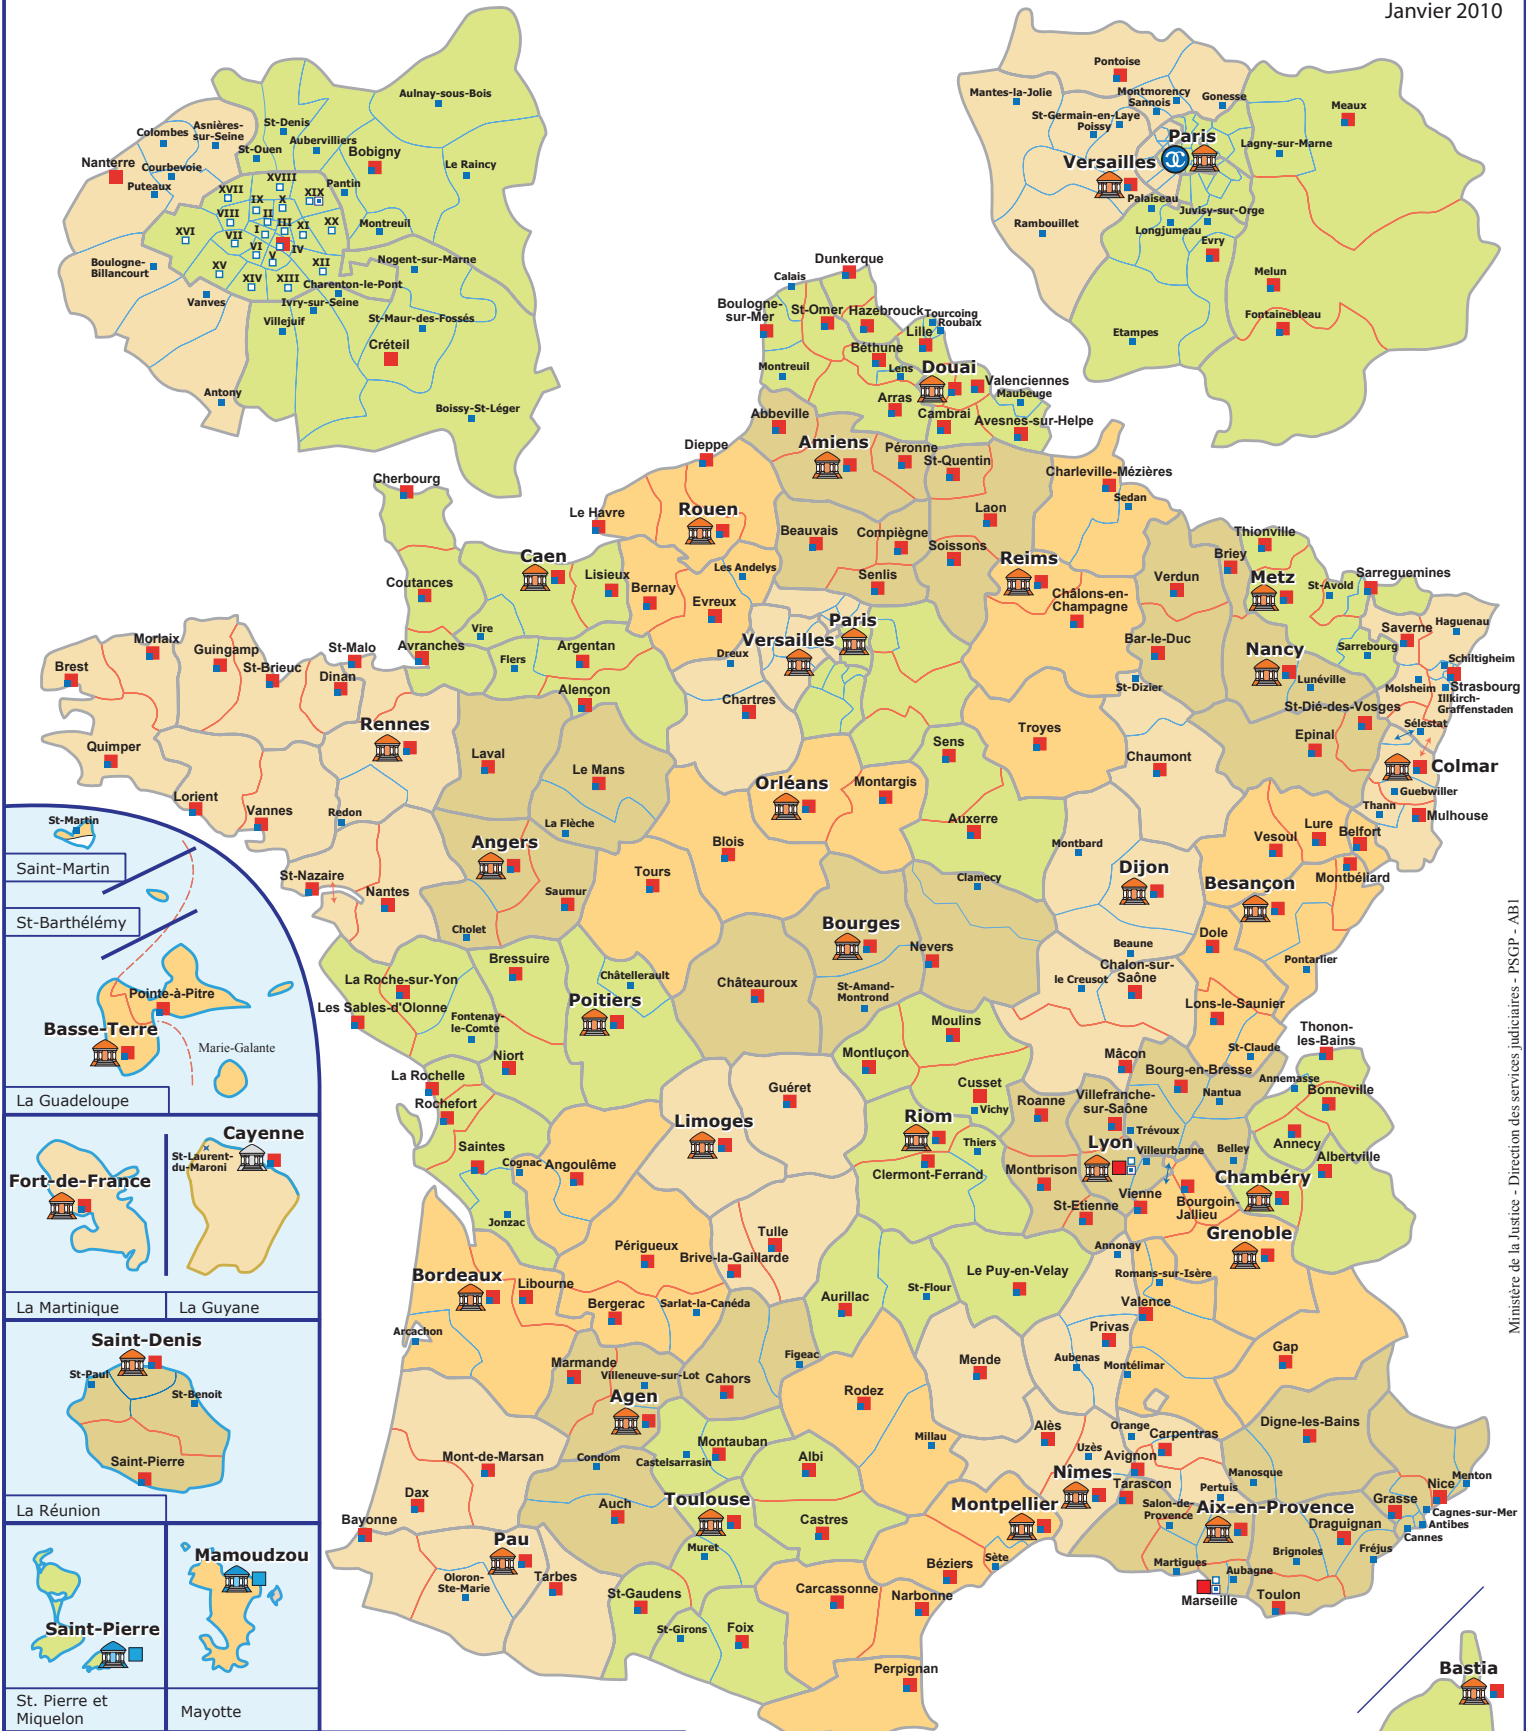 Janvier 2010
Aulnay-sous-Bois
Asnières-
sur-Seine
Colombes
St-Denis
Aubervilliers
St-Ouen
Bobigny
Nanterre
Courbevoie
Puteaux
Le Raincy
Pantin
XVIII
XVII
XIX
IX
X
VIII
II
III
XI
XX
Montreuil
XVI
VII
I
IV
VI
V
XII
XV
XIV
XIII
Nogent-sur-Marne
Boulogne-
Billancourt
Charenton-le-Pont
Vanves
Ivry-sur-Seine
Villejuif
St-Maur-des-Fossés
Créteil
Antony
Boissy-St-Léger
Pontoise
Mantes-la-Jolie
Montmorency
Sannois
Gonesse
Meaux
St-Germain-en-Laye
Poissy
Paris
Lagny-sur-Marne
Versailles
Palaiseau
Juvisy-sur-Orge
Rambouillet
Longjumeau
Evry
Melun
Fontainebleau
Etampes
Dunkerque
Calais
Boulogne-
sur-Mer
St-Omer
Hazebrouck
Tourcoing
Roubaix
Lille
Béthune
Lens
Montreuil
Douai
Valenciennes
Maubeuge
Arras
Cambrai
Avesnes-sur-Helpe
Abbeville
Amiens
Péronne
St-Quentin
Dieppe
Charleville-Mézières
Sedan
Cherbourg
Le Havre
Rouen
Laon
Beauvais
Compiègne
Soissons
Thionville
Briey
Caen
Lisieux
Les Andelys
Senlis
Reims
Metz
Verdun
St-Avold
Sarreguemines
Coutances
Bernay
Evreux
Châlons-en-
Champagne
Saverne
Haguenau
Vire
Paris
Versailles
Bar-le-Duc
Sarrebourg
Morlaix
Guingamp
St-Malo
Avranches
Argentan
Flers
Dreux
Nancy
Schiltigheim
Brest
St-Brieuc
Dinan
Alençon
Chartres
St-Dizier
Lunéville
Molsheim
Strasbourg
Illkirch-
Graffenstaden
St-Dié-des-Vosges
Sélestat
Rennes
Quimper
Laval
Le Mans
Sens
Troyes
Epinal
Chaumont
Colmar
Orléans
Montargis
Guebwiller
Lorient
Vannes
Redon
La Flèche
Auxerre
Thann
Mulhouse
Vesoul
Lure
Belfort
Blois
Montbard
Angers
Dijon
Tours
Clamecy
Besançon
Montbéliard
St-Nazaire
Nantes
Saumur
Cholet
Bourges
Nevers
Dole
Beaune
Pontarlier
Bressuire
Châtellerault
Chalon-sur-
Saône
La Roche-sur-Yon
Châteauroux
St-Amand-
Montrond
le Creusot
Les Sables-d'Olonne
Poitiers
Lons-le-Saunier
Fontenay-
le-Comte
Moulins
Thonon-
les-Bains
Niort
Montluçon
Mâcon
St-Claude
La Rochelle
Bourg-en-Bresse
Annemasse
Bonneville
Rochefort
Guéret
Cusset
Vichy
Roanne
Villefranche-
sur-Saône
Nantua
Limoges
Riom
Trévoux
Annecy
Saintes
Thiers
Lyon
Villeurbanne
Belley
Albertville
Cognac
Angoulême
Clermont-Ferrand
Montbrison
Chambéry
Jonzac
St-Etienne
Vienne
Bourgoin-
Jallieu
Tulle
Périgueux
Brive-la-Gaillarde
Annonay
Grenoble
Bordeaux
Libourne
Le Puy-en-Velay
Romans-sur-Isère
St-Flour
Bergerac
Sarlat-la-Canéda
Aurillac
Valence
Arcachon
Privas
Figeac
Mende
Aubenas
Montélimar
Gap
Marmande
Villeneuve-sur-Lot
Cahors
Agen
Rodez
Millau
Alès
Orange
Carpentras
Digne-les-Bains
Montauban
Mont-de-Marsan
Condom
Castelsarrasin
Albi
Uzès
Avignon
Nîmes
Tarascon
Manosque
Pertuis
Nice
Menton
Dax
Auch
Toulouse
Montpellier
Salon-de-
Provence
Aix-en-Provence
Grasse
Cagnes-sur-Mer
Antibes
Cannes
Bayonne
Castres
Draguignan
Pau
Muret
Oloron-
Ste-Marie
Tarbes
Béziers
Sète
Martigues
Aubagne
Brignoles
Fréjus
St-Gaudens
Carcassonne
Narbonne
Marseille
Toulon
St-Girons
Foix
Perpignan
Bastia
St-Martin
Saint-Martin
St-Barthélémy
Pointe-à-Pitre
Basse-Terre
Marie-Galante
La Guadeloupe
Cayenne
St-Laurent-
du-Maroni
Fort-de-France
La Martinique
La Guyane
Saint-Denis
St-Paul
St-Benoit
Saint-Pierre
La Réunion
Mamoudzou
Saint-Pierre
St. Pierre et
Miquelon
Mayotte
Ministère de la Justice - Direction des services judiciaires - PSGP - AB1